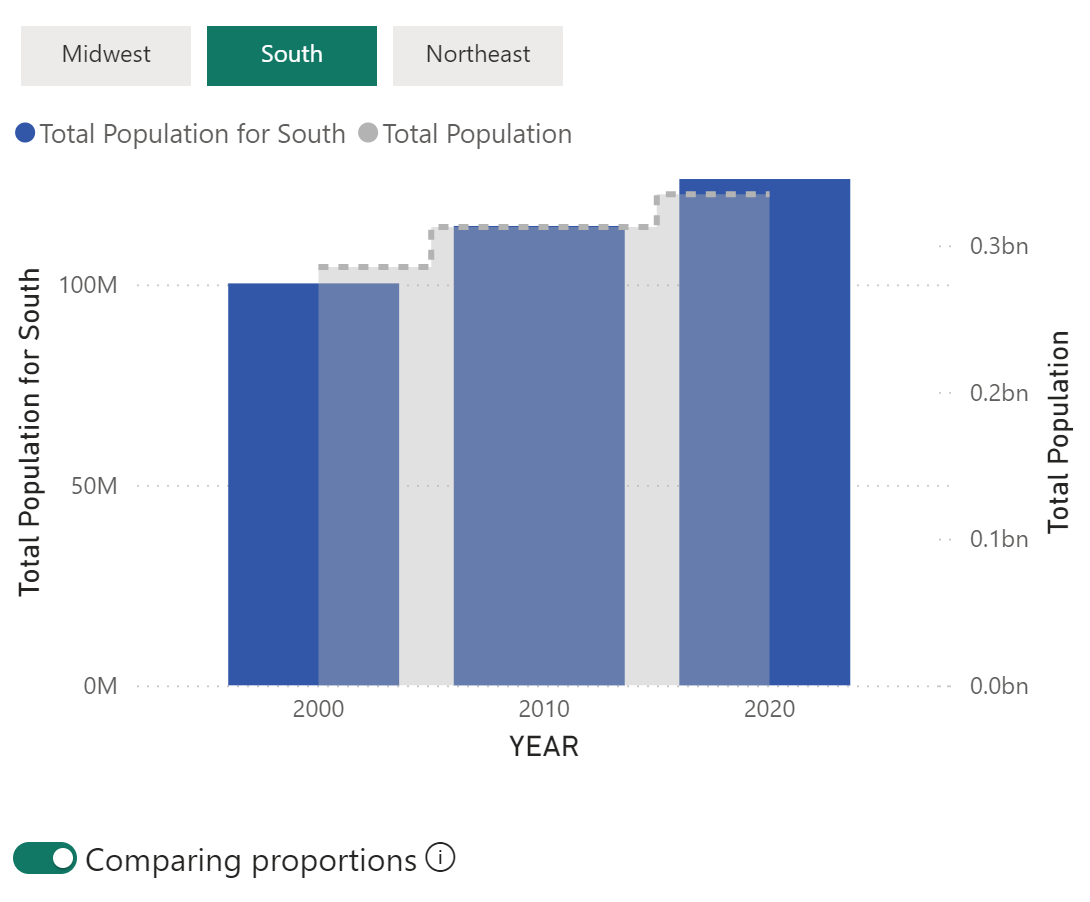 Midwest
South
Northeast
Total Population for South
Total Population
Total Population for South
100M
50M
0M
0.3bn
0.2bn
0.1bn
0.0bn
Total Population
2000
2010
2020
YEAR
Comparing proportions